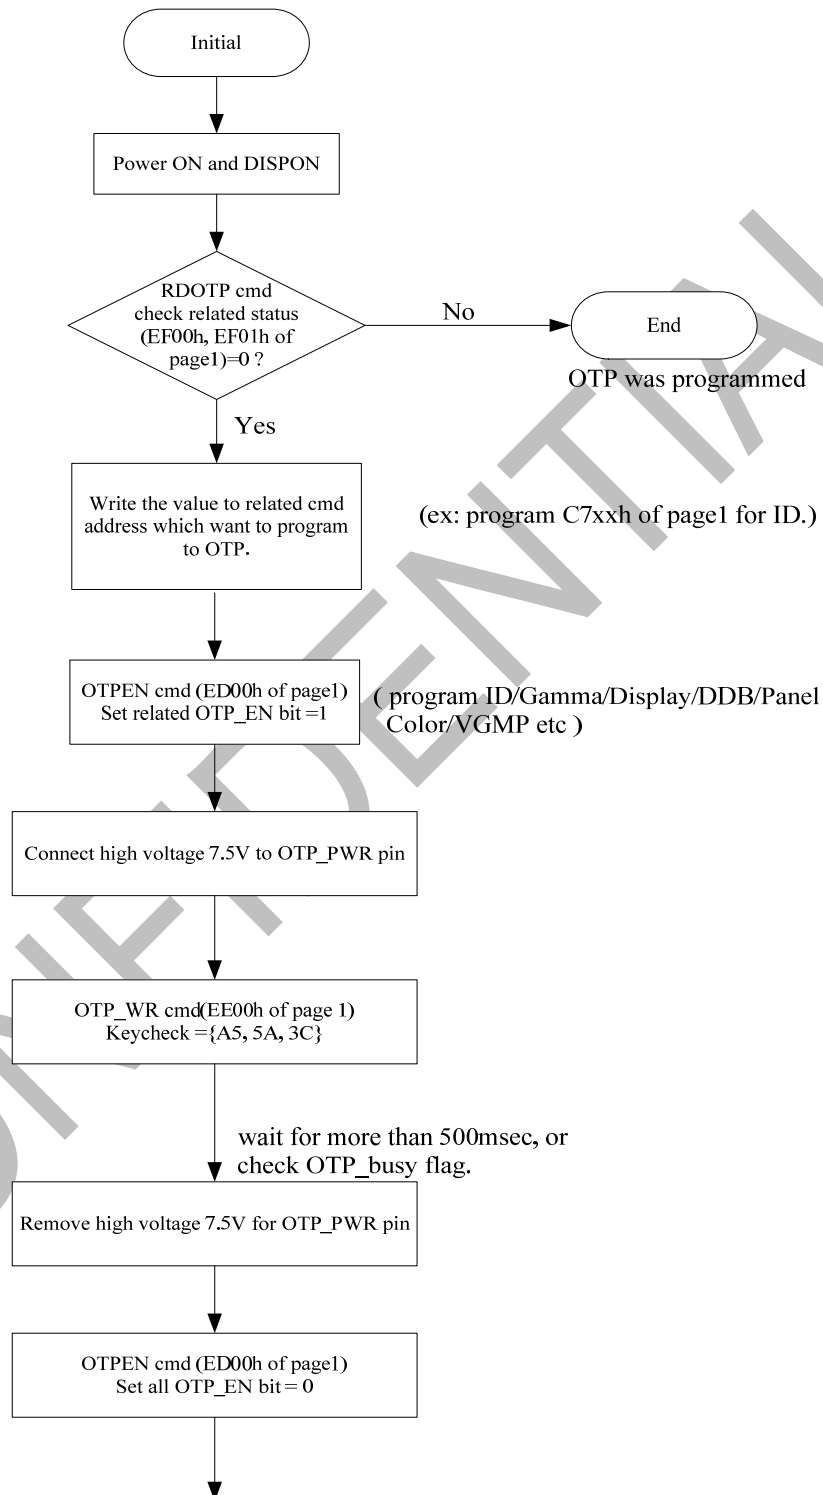 Initial
Power ON and DISPON
RDOTP cmd
check related status
(EF00h, EF01h of
page1)=0 ?
No
End
OTP was programmed
Yes
Write the value to related cmd
address which want to program
to OTP.
(ex: program C7xxh of page1 for ID.)
OTPEN cmd (ED00h of page1)
Set related OTP_EN bit =1
( program ID/Gamma/Display/DDB/Panel
Color/VGMP etc )
Connect high voltage 7.5V to OTP_PWR pin
OTP_WR cmd(EE00h of page 1)
Keycheck ={A5, 5A, 3C}
wait for more than 500msec, or
check OTP_busy flag.
Remove high voltage 7.5V for OTP_PWR pin
OTPEN cmd (ED00h of page1)
Set all OTP_EN bit = 0
CONFIDENTIAL